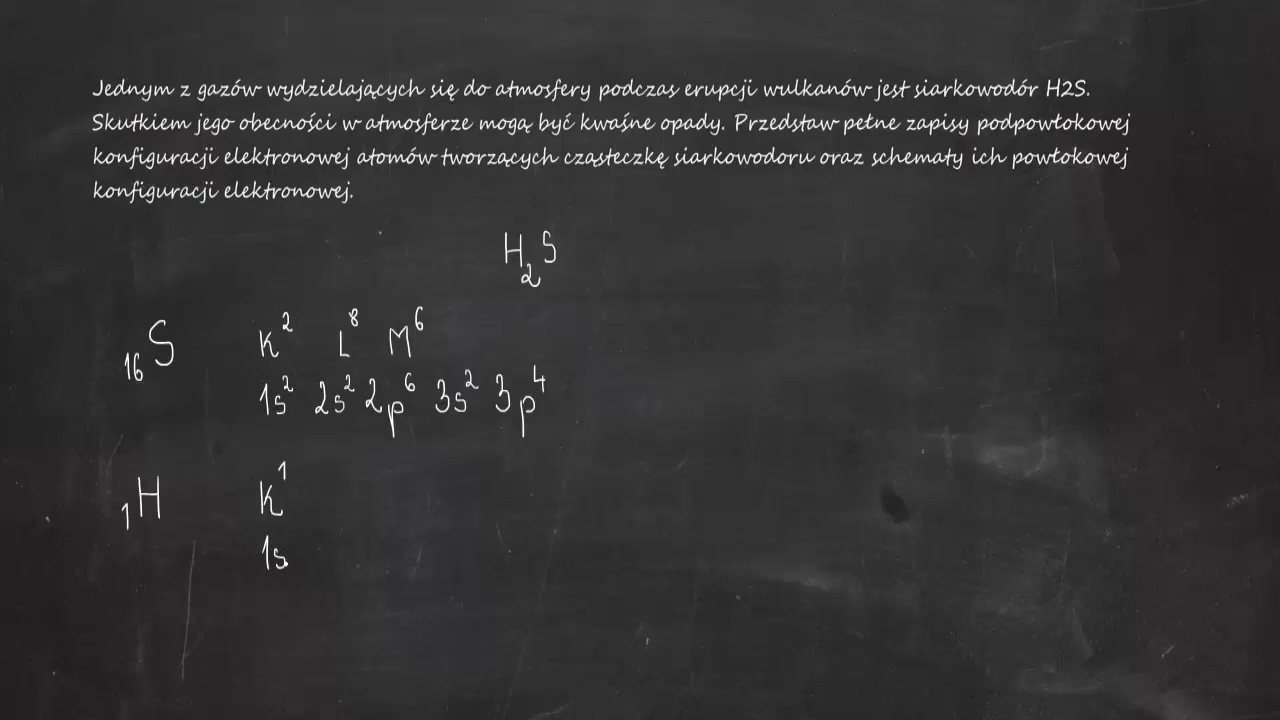 Jednym z gazów wydzielających się do atmosfery podczas erupcji wulkanów jest siarkowodór H2S.
Skutkiem jego obecności w atmosferze mogą być kwaśne opady. Przedstaw pełne zapisy podpowłokowej
konfiguracji elektronowej atomów tworzących cząsteczkę siarkowodoru oraz schematy ich powłokowej
konfiguracji elektronowej.
H₂S
₁₆S K² L⁸ M⁶
1s² 2s² 2p⁶ 3s² 3p⁴
₁H K¹
1s